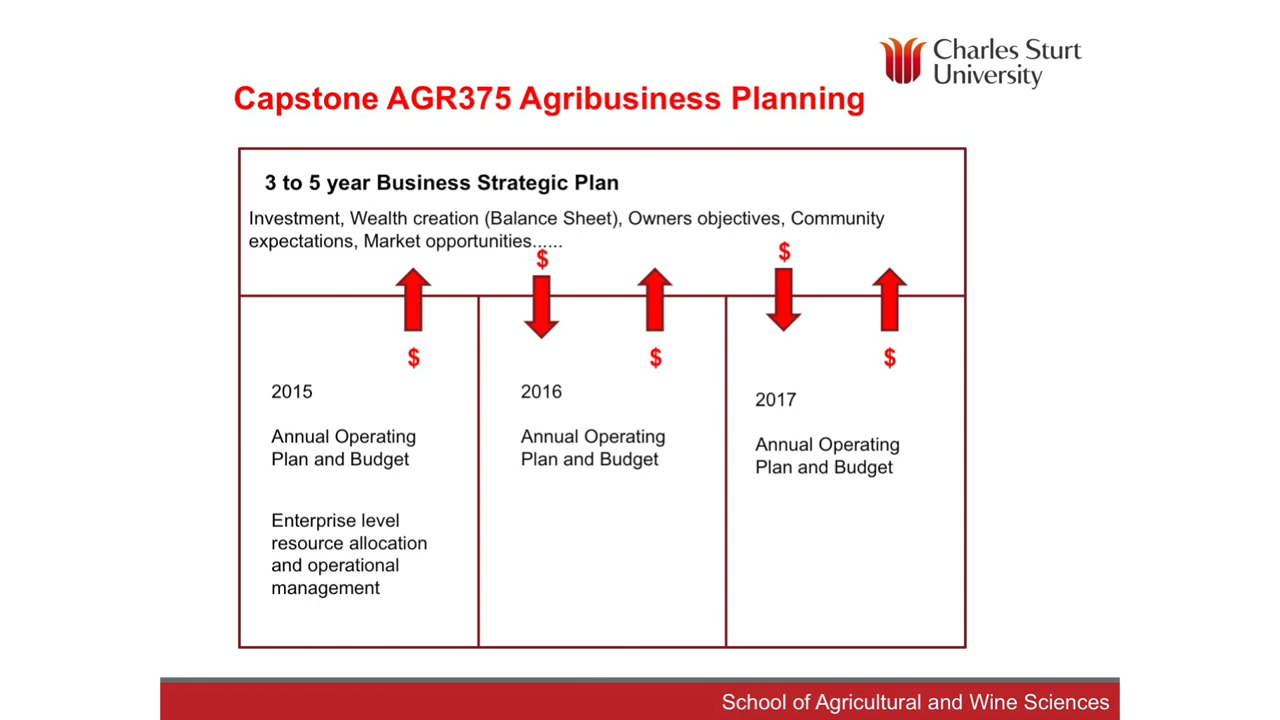 Charles Sturt
University
Capstone AGR375 Agribusiness Planning
3 to 5 year Business Strategic Plan
Investment, Wealth creation (Balance Sheet), Owners objectives, Community
expectations, Market opportunities......
$
$
$
$
$
2015
Annual Operating
Plan and Budget
Enterprise level
resource allocation
and operational
management
2016
Annual Operating
Plan and Budget
2017
Annual Operating
Plan and Budget
School of Agricultural and Wine Sciences